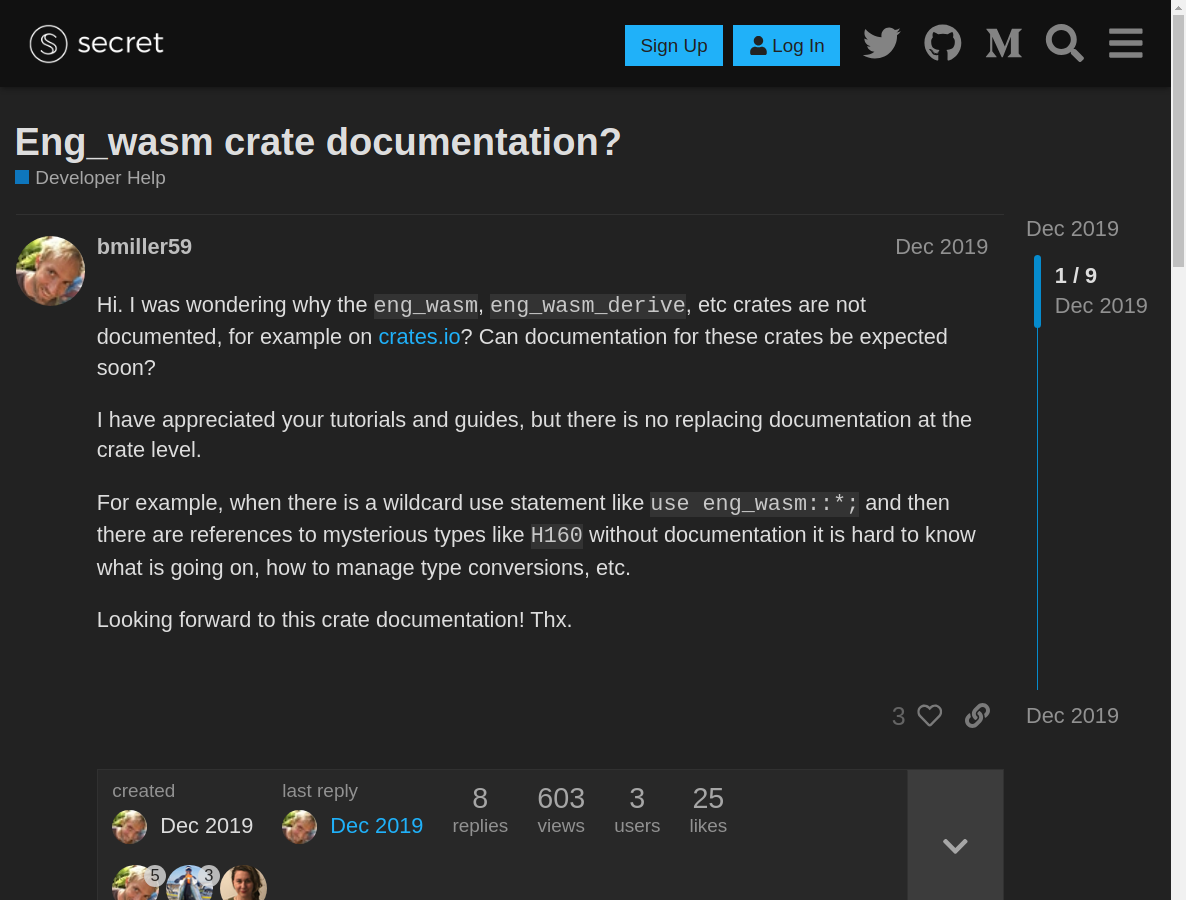 secret
Sign Up
Log In
Eng_wasm crate documentation?
Developer Help
bmiller59
Dec 2019
Hi. I was wondering why the eng_wasm, eng_wasm_derive, etc crates are not
documented, for example on crates.io? Can documentation for these crates be expected
soon?
I have appreciated your tutorials and guides, but there is no replacing documentation at the
crate level.
For example, when there is a wildcard use statement like use eng_wasm::*; and then
there are references to mysterious types like H160 without documentation it is hard to know
what is going on, how to manage type conversions, etc.
Looking forward to this crate documentation! Thx.
3
Dec 2019
1 / 9
Dec 2019
Dec 2019
created
Dec 2019
last reply
Dec 2019
8
replies
603
views
3
users
25
likes
5
3